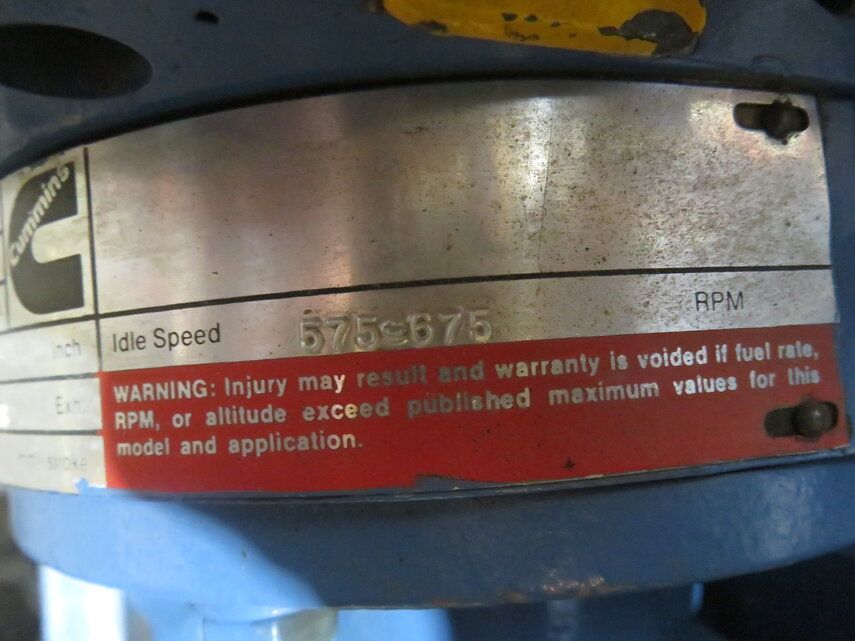 Cummins
Inch
Idle Speed 575-675 RPM
Exh.
WARNING: Injury may result and warranty is voided if fuel rate,
RPM, or altitude exceed published maximum values for this
model and application.